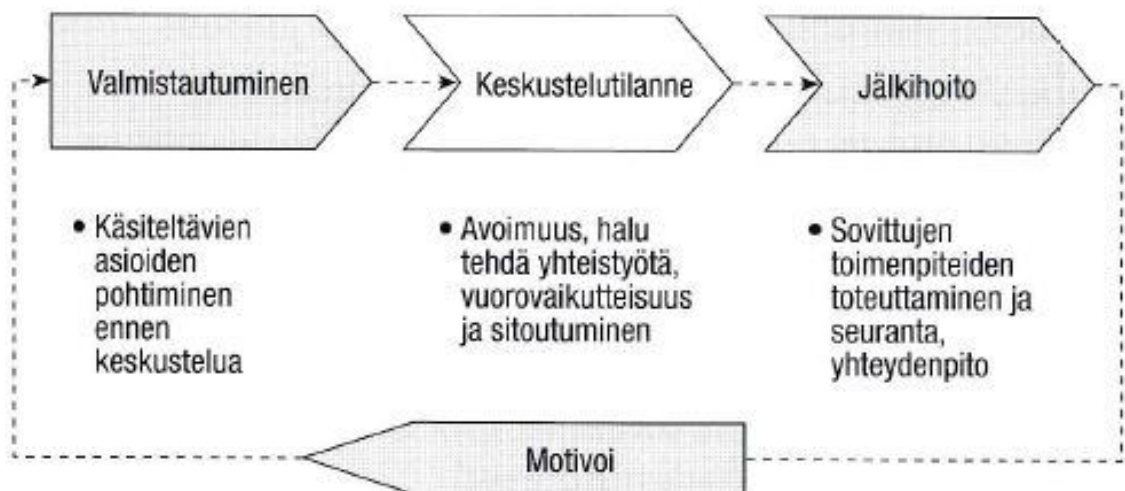 Valmistautuminen
Keskustelutilanne
Jälkihoito
• Käsiteltävien
asioiden
pohtiminen
ennen
keskustelua
• Avoimuus, halu
tehdä yhteistyötä,
vuorovaikutteisuus
ja sitoutuminen
• Sovittujen
toimenpiteiden
toteuttaminen ja
seuranta,
yhteydenpito
Motivoi